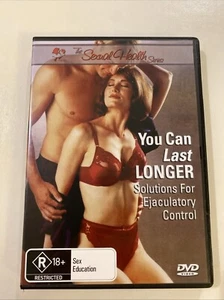 The
Sexual Health
Series
You Can
Last
LONGER
Solutions For
Ejaculatory
Control
R 18+
RESTRICTED
Sex
Education
DVD
VIDEO